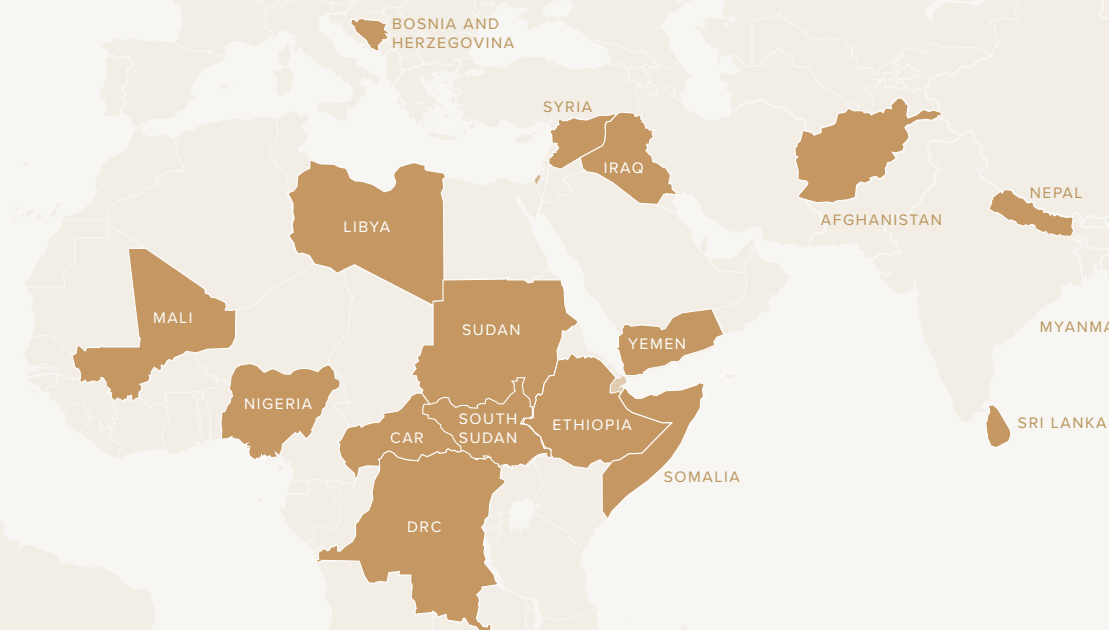 BOSNIA AND
HERZEGOVINA
SYRIA
IRAQ
NEPAL
AFGHANISTAN
LIBYA
MALI
SUDAN
MYANMA
YEMEN
NIGERIA
SOUTH
SUDAN
ETHIOPIA
SRI LANKA
CAR
SOMALIA
DRC